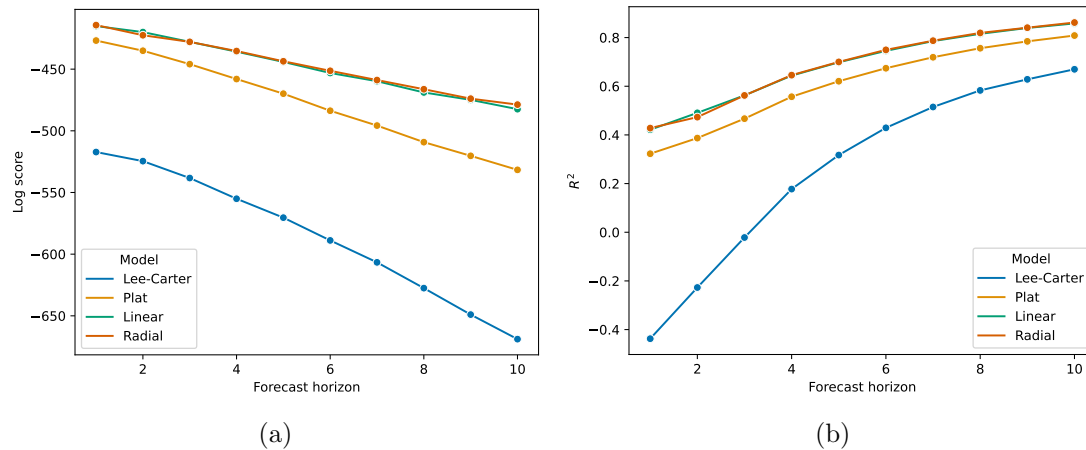 Log score
−450
−500
−550
−600
−650
2
4
6
8
10
Forecast horizon
Model
Lee-Carter
Plat
Linear
Radial
(a)
R²
0.8
0.6
0.4
0.2
0.0
−0.2
−0.4
2
4
6
8
10
Forecast horizon
Model
Lee-Carter
Plat
Linear
Radial
(b)